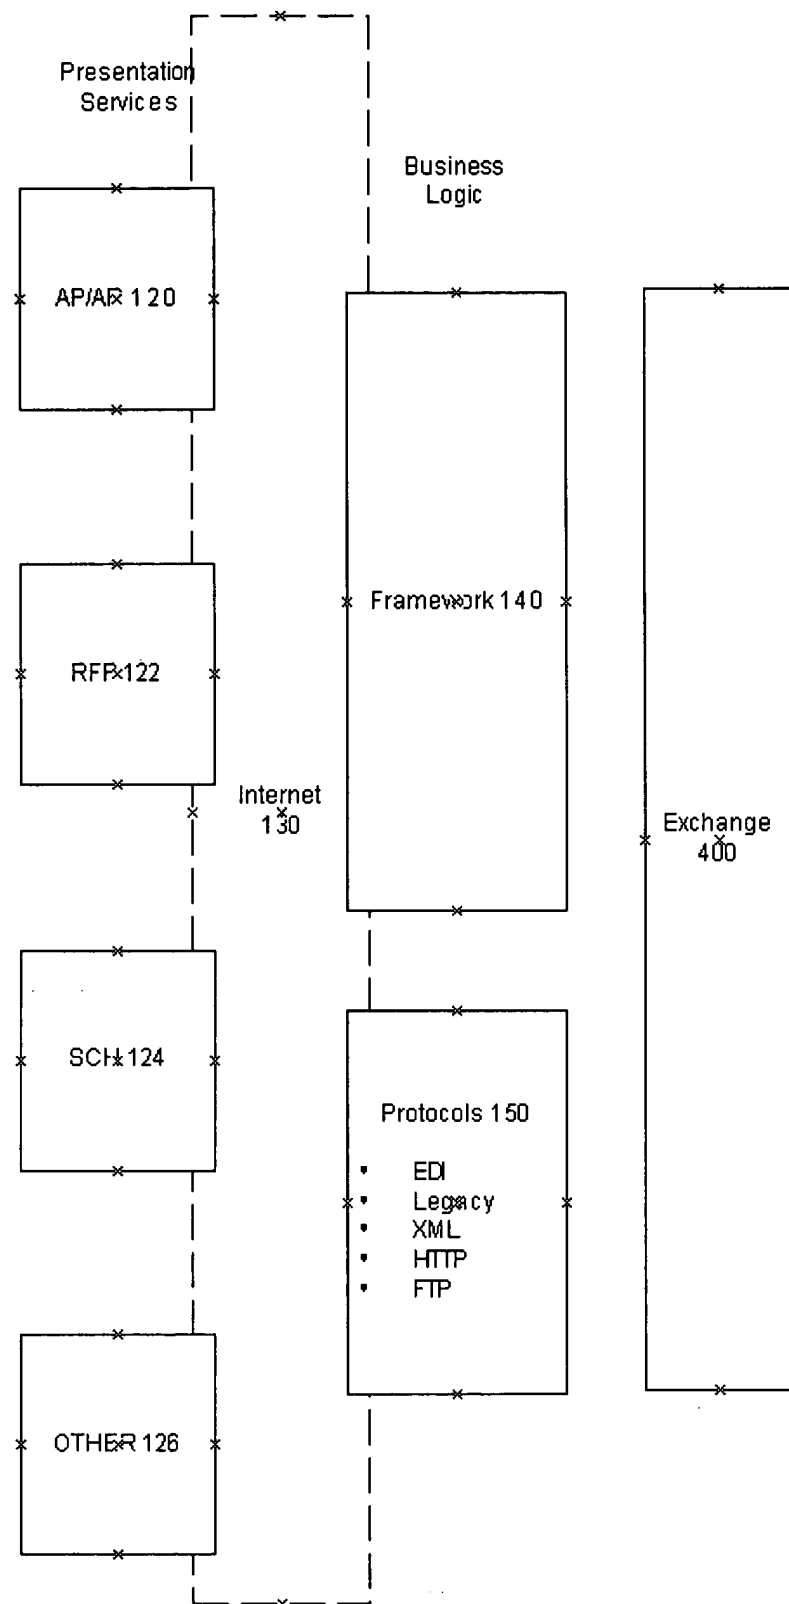 Presentation
Services
Business
Logic
AP/AR 120
Framework 140
RFP 122
Internet
130
Exchange
400
SCH 124
Protocols 150
• EDI
• Legacy
• XML
• HTTP
• FTP
OTHER 126